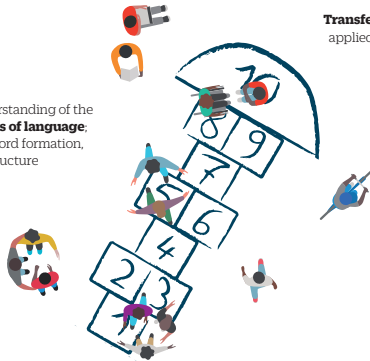 Transfe
applied
rstanding of the
s of language;
ord formation,
ucture
10
8
9
7
5
6
4
2
3
1